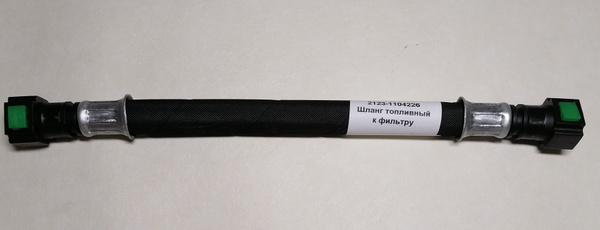 2123-1104226
Шланг топливный
к фильтру